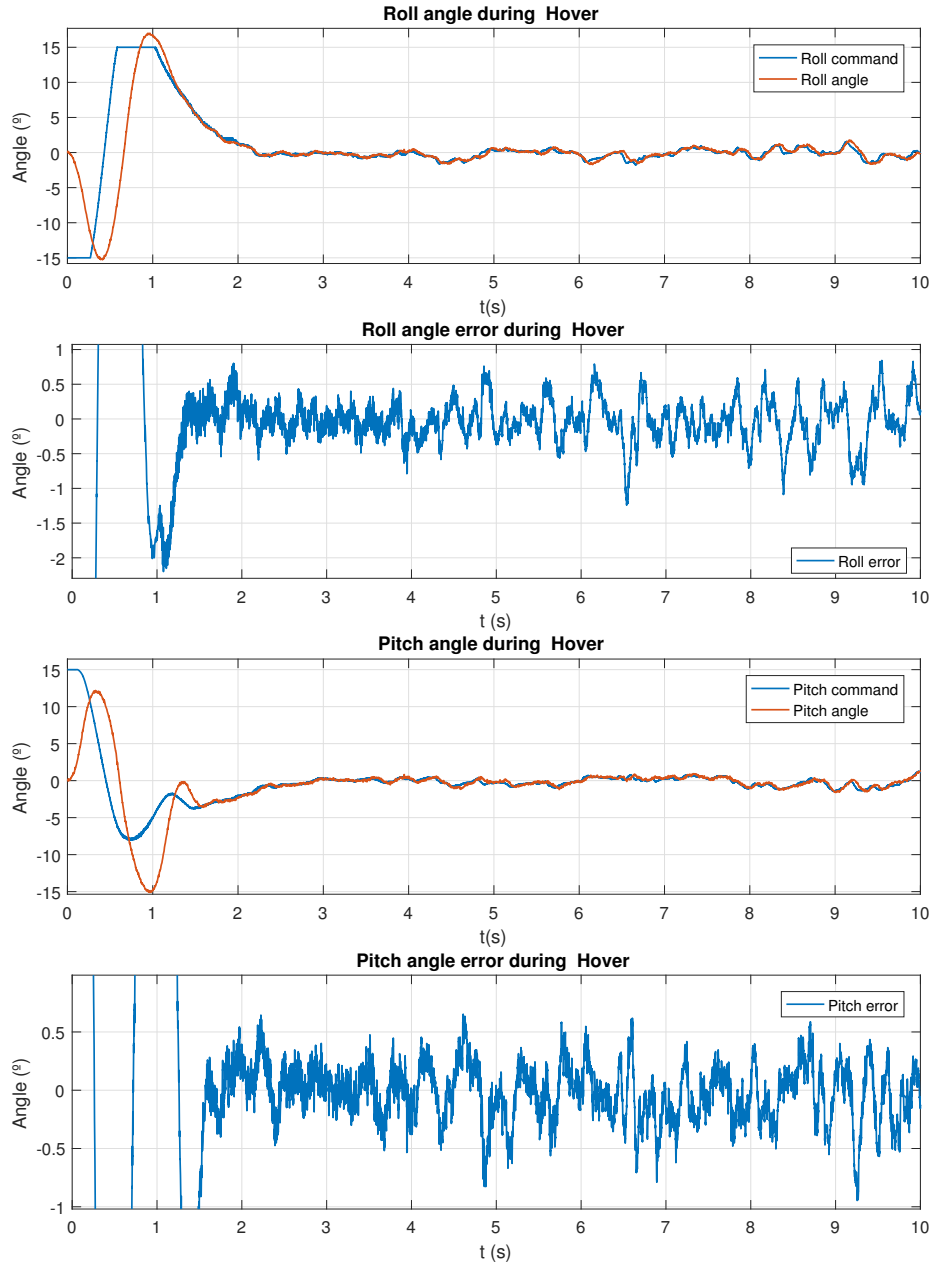 Roll angle during  Hover
15
10
5
0
-5
-10
-15
Angle (º)
Roll command
Roll angle
0 1 2 3 4 5 6 7 8 9 10
t(s)
Roll angle error during  Hover
1
0.5
0
-0.5
-1
-1.5
-2
Angle (º)
Roll error
0 1 2 3 4 5 6 7 8 9 10
t (s)
Pitch angle during  Hover
15
10
5
0
-5
-10
-15
Angle (º)
Pitch command
Pitch angle
0 1 2 3 4 5 6 7 8 9 10
t(s)
Pitch angle error during  Hover
0.5
0
-0.5
-1
Angle (º)
Pitch error
0 1 2 3 4 5 6 7 8 9 10
t (s)